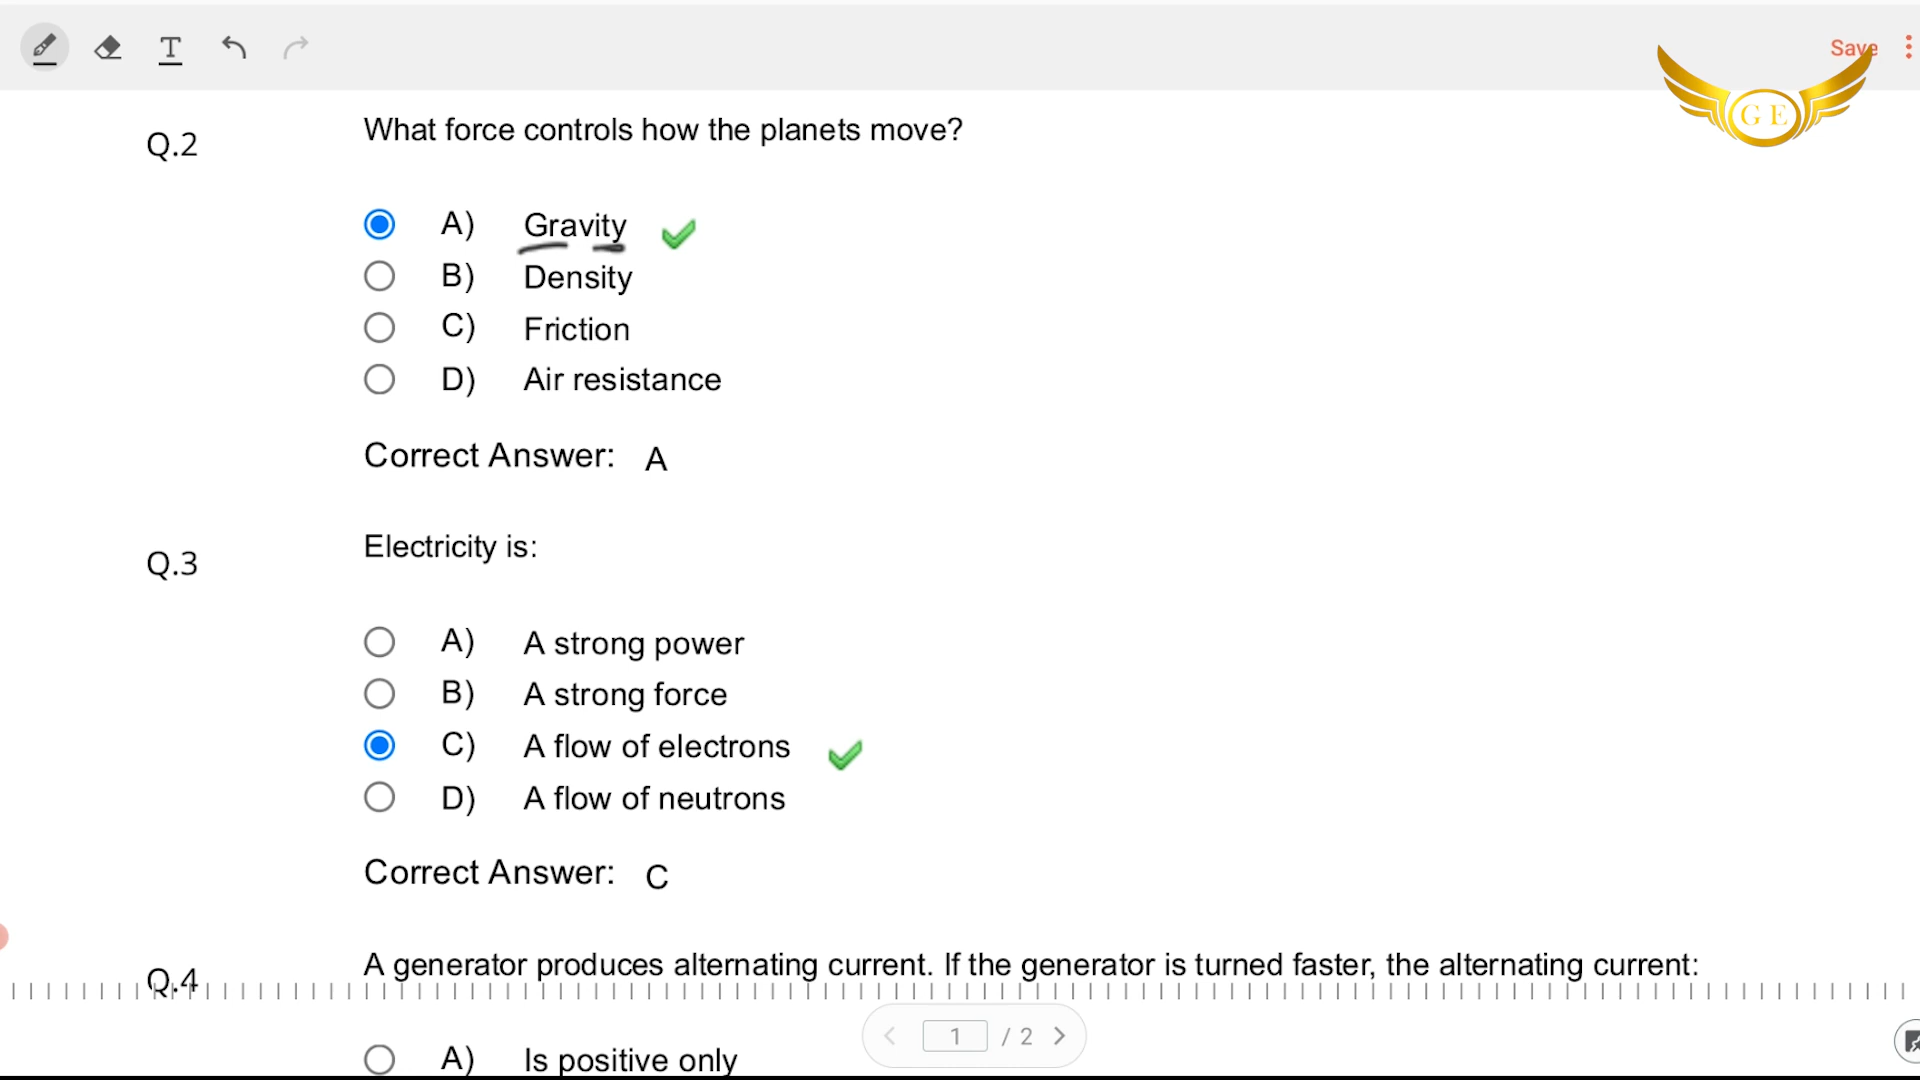 Save
G E
Q.2 What force controls how the planets move?
A) Gravity
B) Density
C) Friction
D) Air resistance
Correct Answer: A
Q.3 Electricity is:
A) A strong power
B) A strong force
C) A flow of electrons
D) A flow of neutrons
Correct Answer: C
Q.4 A generator produces alternating current. If the generator is turned faster, the alternating current:
A) Is positive only
1 / 2